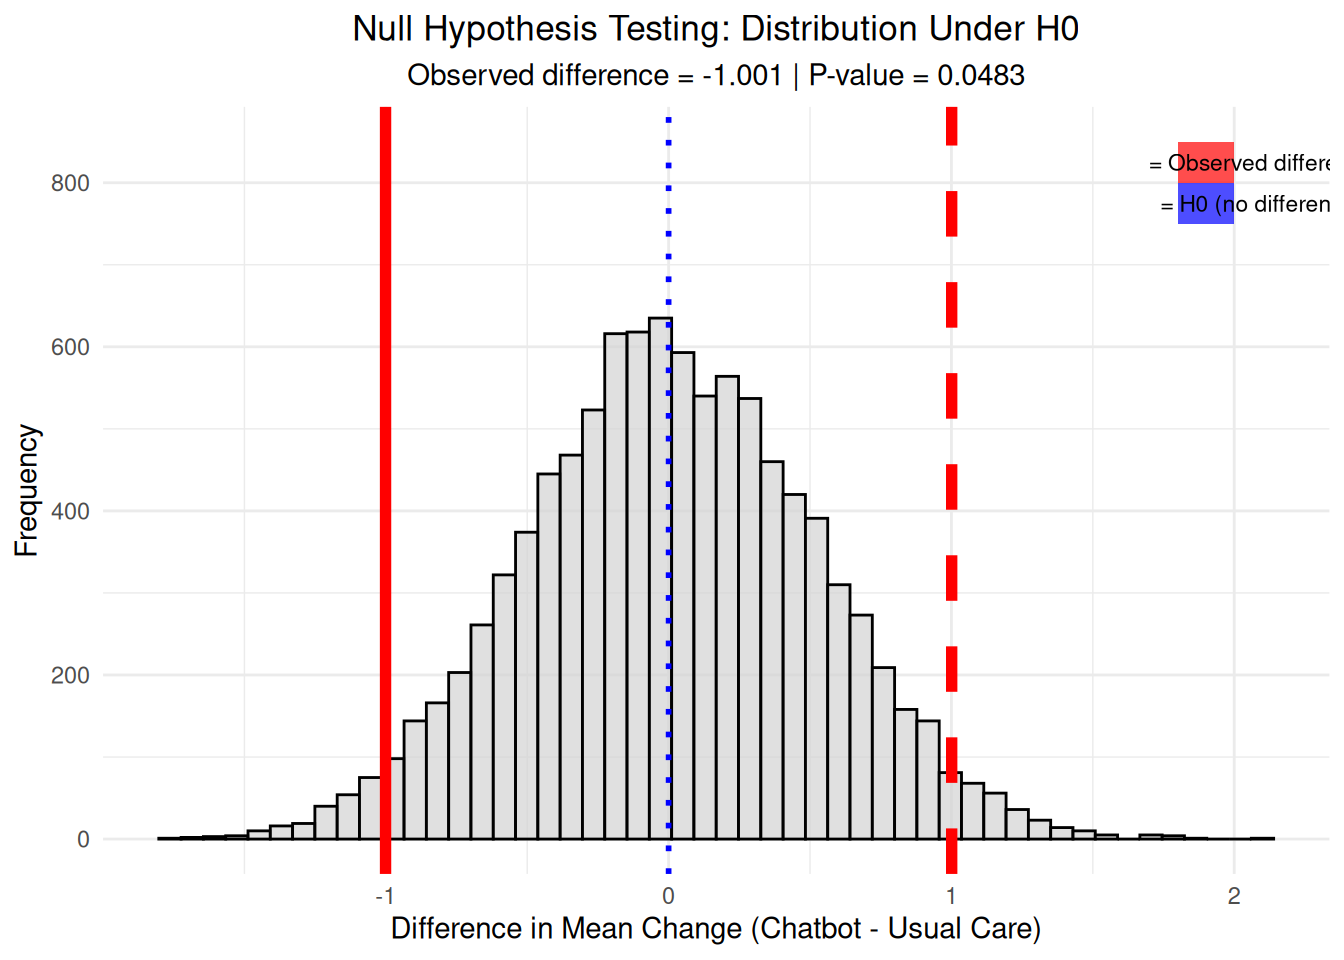 Null Hypothesis Testing: Distribution Under H0
Observed difference = -1.001 | P-value = 0.0483
= Observed differe
= H0 (no differen
800
600
400
200
0
Frequency
-1
0
1
2
Difference in Mean Change (Chatbot - Usual Care)